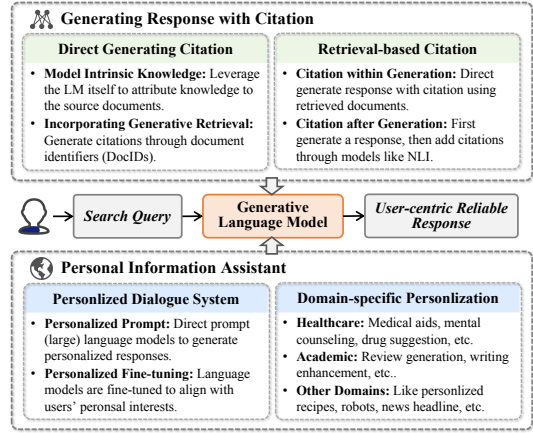 Generating Response with Citation
Direct Generating Citation
• Model Intrinsic Knowledge: Leverage
the LM itself to attribute knowledge to
the source documents.
• Incorporating Generative Retrieval:
Generate citations through document
identifiers (DocIDs).
Retrieval-based Citation
• Citation within Generation: Direct
generate response with citation using
retrieved documents.
• Citation after Generation: First
generate a response, then add citations
through models like NLI.
Search Query
Generative
Language Model
User-centric Reliable
Response
Personal Information Assistant
Personlized Dialogue System
• Personalized Prompt: Direct prompt
(large) language models to generate
personalized responses.
• Personalized Fine-tuning: Language
models are fine-tuned to align with
users’ peronsal interests.
Domain-specific Personlization
• Healthcare: Medical aids, mental
counseling, drug suggestion, etc.
• Academic: Review generation, writing
enhancement, etc..
• Other Domains: Like personlized
recipes, robots, news headline, etc.